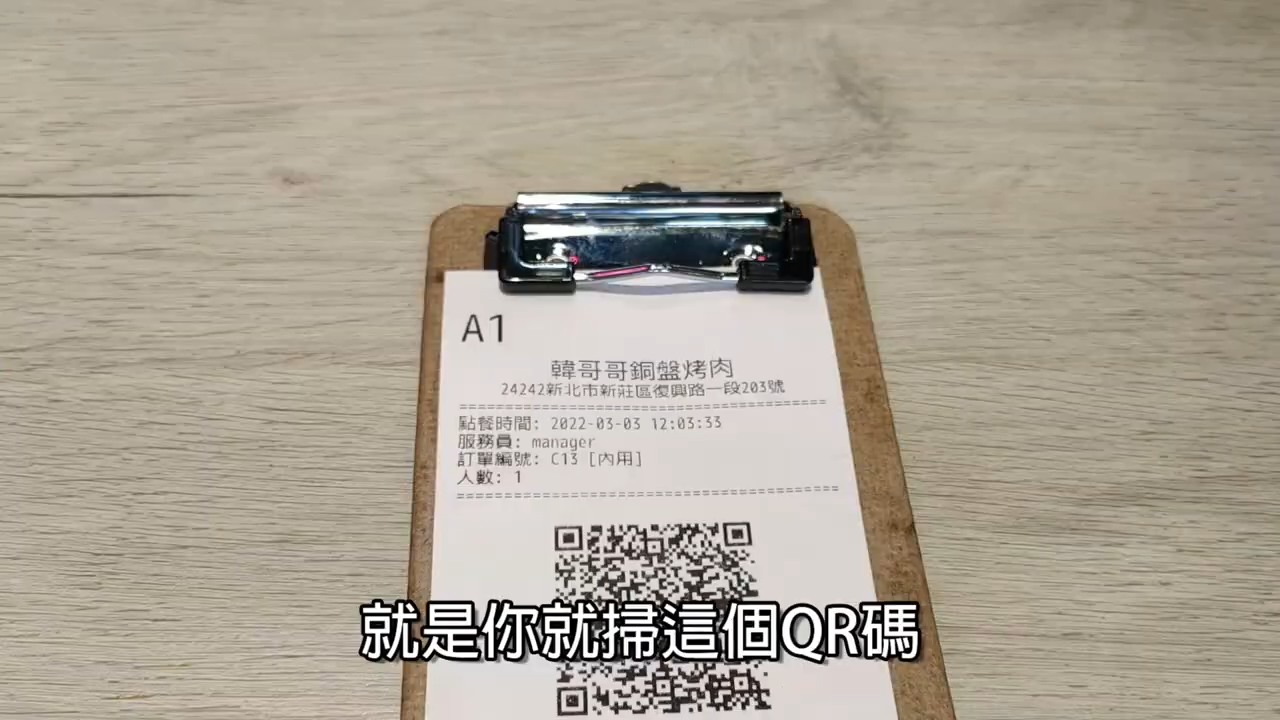 A1
韓哥哥銅盤烤肉
24242新北市新莊區復興路一段203號
點餐時間: 2022-03-03 12:03:33
服務員: manager
訂單編號: C13 [內用]
人數: 1
就是你就掃這個QR碼